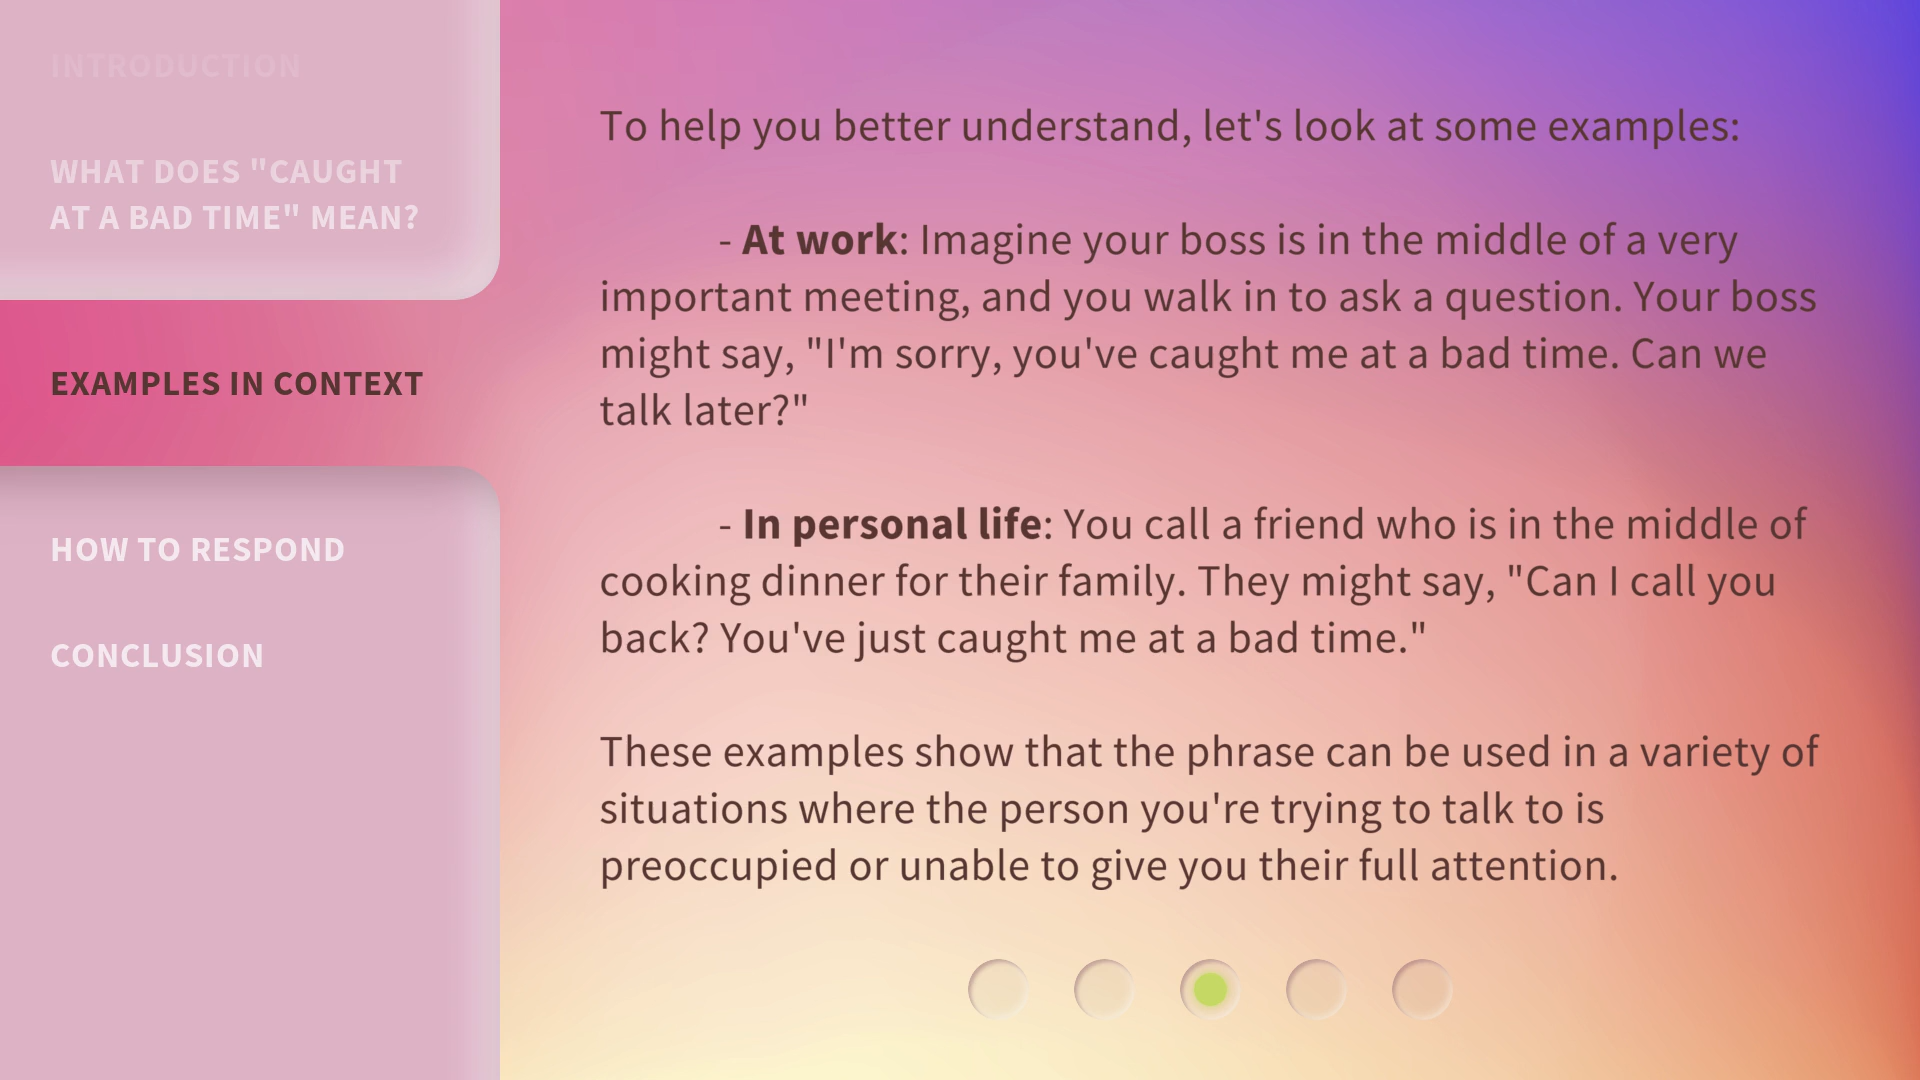 INTRODUCTION
WHAT DOES "CAUGHT
AT A BAD TIME" MEAN?
EXAMPLES IN CONTEXT
HOW TO RESPOND
CONCLUSION
To help you better understand, let's look at some examples:
- At work: Imagine your boss is in the middle of a very
important meeting, and you walk in to ask a question. Your boss
might say, "I'm sorry, you've caught me at a bad time. Can we
talk later?"
- In personal life: You call a friend who is in the middle of
cooking dinner for their family. They might say, "Can I call you
back? You've just caught me at a bad time."
These examples show that the phrase can be used in a variety of
situations where the person you're trying to talk to is
preoccupied or unable to give you their full attention.